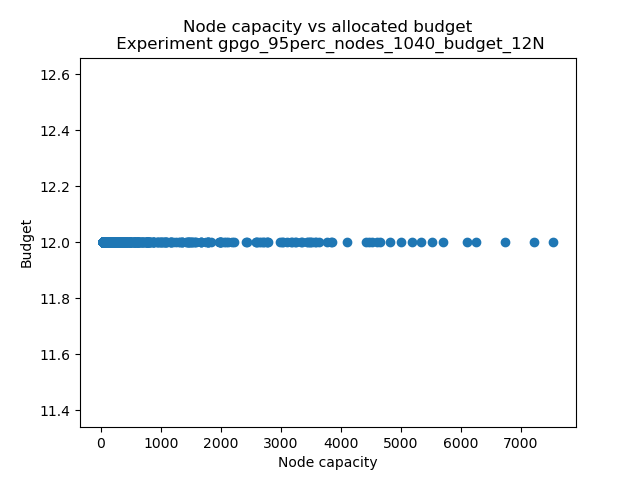 Node capacity vs allocated budget
Experiment gpgo_95perc_nodes_1040_budget_12N
12.6
12.4
12.2
12.0
11.8
11.6
11.4
Budget
0 1000 2000 3000 4000 5000 6000 7000
Node capacity